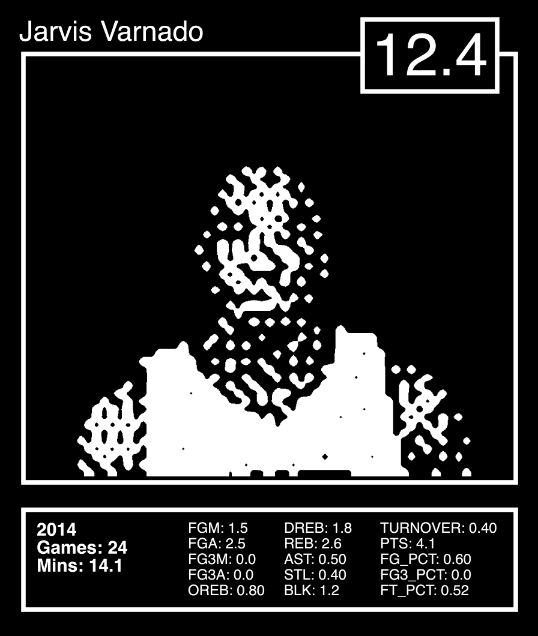 Jarvis Varnado
12.4
2014
Games: 24
Mins: 14.1
FGM: 1.5
FGA: 2.5
FG3M: 0.0
FG3A: 0.0
OREB: 0.80
DREB: 1.8
REB: 2.6
AST: 0.50
STL: 0.40
BLK: 1.2
TURNOVER: 0.40
PTS: 4.1
FG_PCT: 0.60
FG3_PCT: 0.0
FT_PCT: 0.52